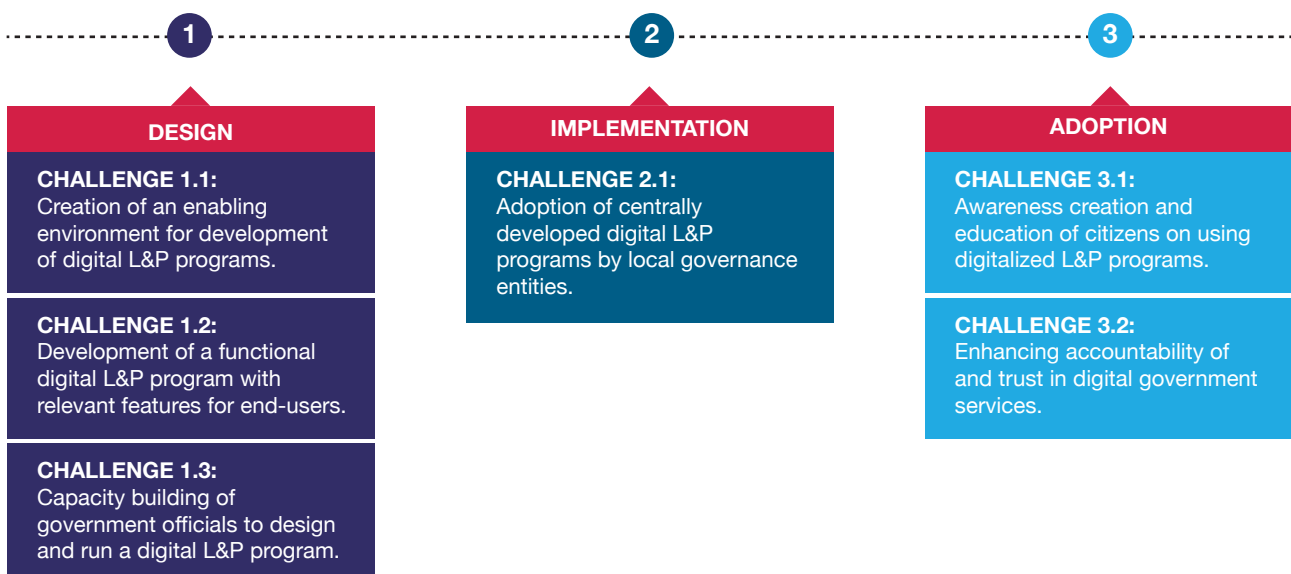 1
DESIGN
CHALLENGE 1.1:
Creation of an enabling
environment for development
of digital L&P programs.
CHALLENGE 1.2:
Development of a functional
digital L&P program with
relevant features for end-users.
CHALLENGE 1.3:
Capacity building of
government officials to design
and run a digital L&P program.
2
IMPLEMENTATION
CHALLENGE 2.1:
Adoption of centrally
developed digital L&P
programs by local governance
entities.
3
ADOPTION
CHALLENGE 3.1:
Awareness creation and
education of citizens on using
digitalized L&P programs.
CHALLENGE 3.2:
Enhancing accountability of
and trust in digital government
services.